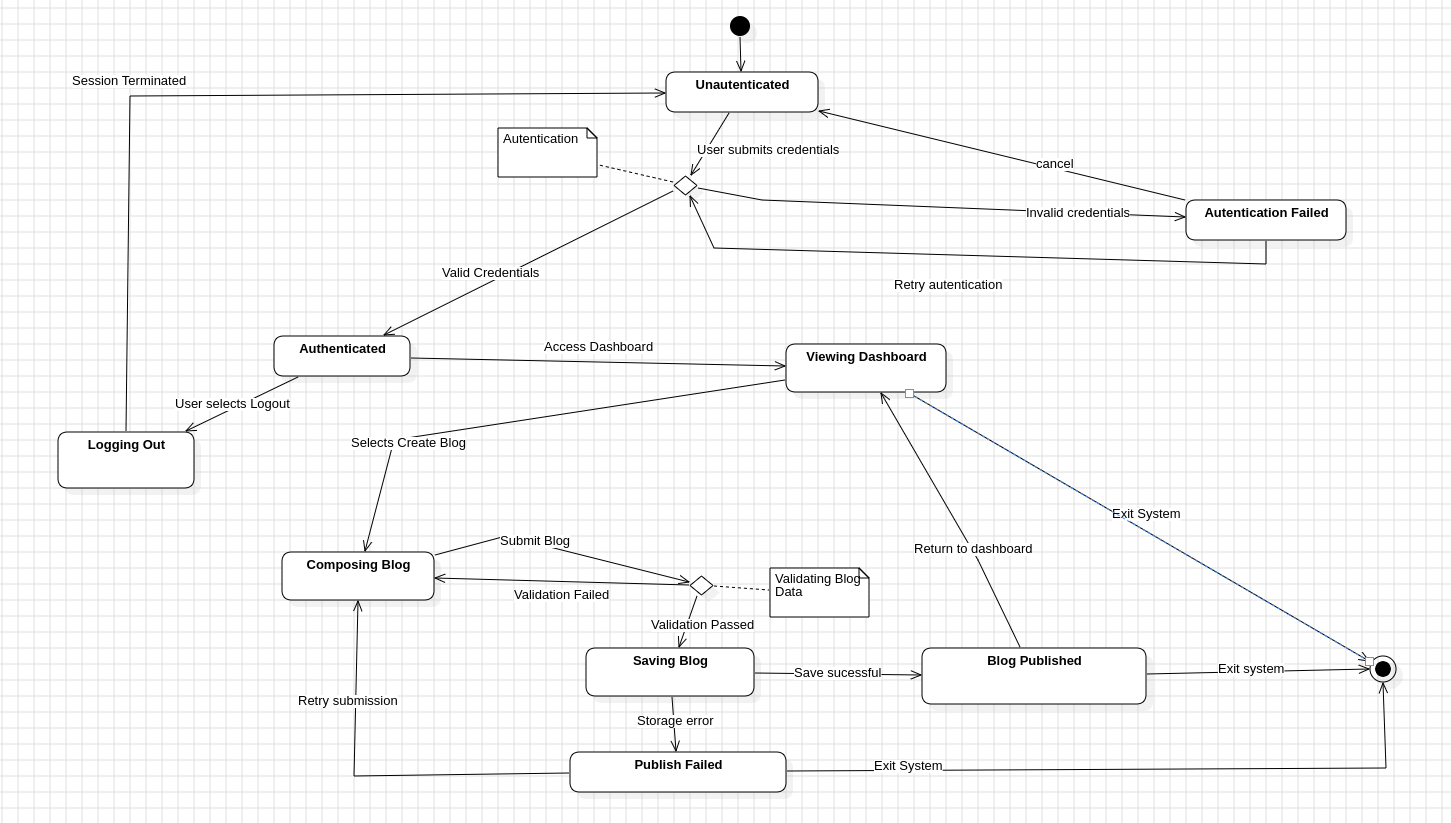 Session Terminated
Unautenticated
Autentication
User submits credentials
cancel
Invalid credentials
Autentication Failed
Valid Credentials
Retry autentication
Authenticated
Access Dashboard
Viewing Dashboard
User selects Logout
Logging Out
Selects Create Blog
Exit System
Submit Blog
Return to dashboard
Composing Blog
Validation Failed
Validating Blog
Data
Validation Passed
Saving Blog
Save sucessful
Blog Published
Exit system
Retry submission
Storage error
Publish Failed
Exit System